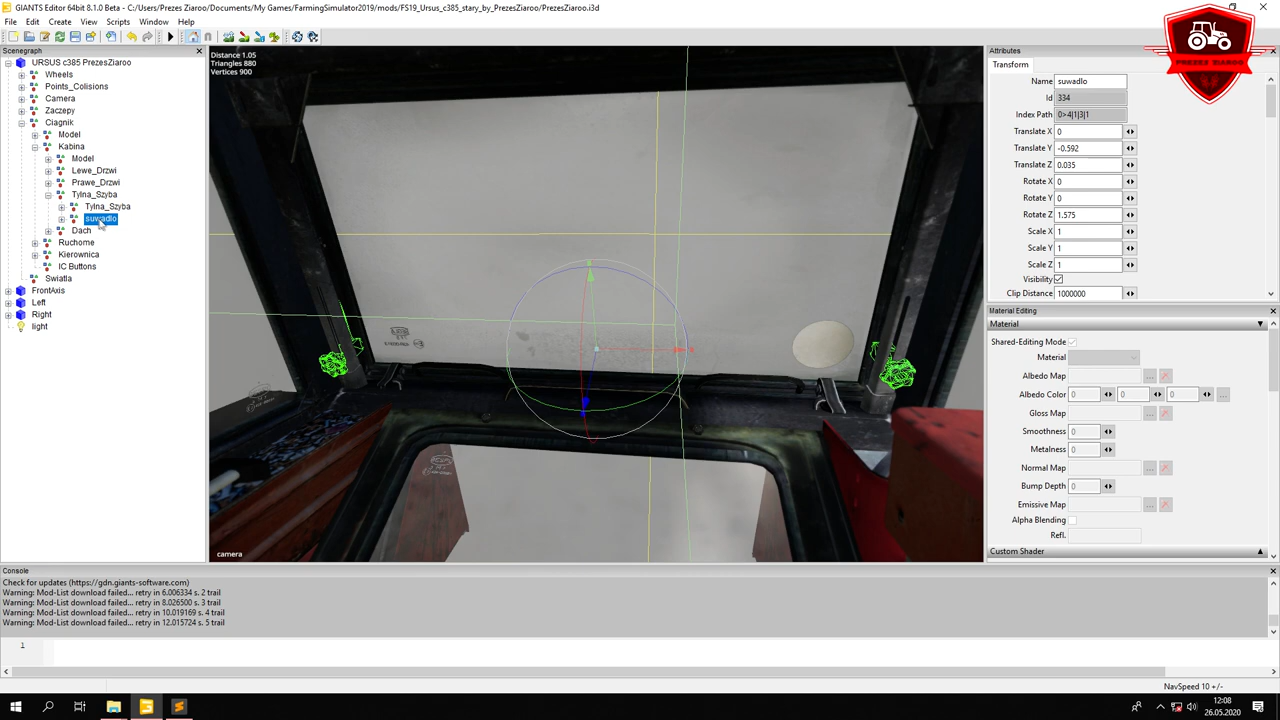 GIANTS Editor 64bit 8.1.0 Beta - C:/Users/Prezes Ziaroo/Documents/My Games/FarmingSimulator2019/mods/FS19_Ursus_c385_stary_by_PrezesZiaroo/PrezesZiaroo.i3d
File Edit Create View Scripts Window Help
Scenegraph
URSUS c385 PrezesZiaroo
Wheels
Points_Colisions
Camera
Zaczepy
Ciagnik
Model
Kabina
Model
Lewe_Drzwi
Prawe_Drzwi
Tylna_Szyba
Tylna_Szyba
suwadlo
Dach
Ruchome
Kierownica
IC Buttons
Swiatla
FrontAxis
Left
Right
light
Distance 1.05
Triangles 880
Vertices 900
camera
Attributes
Transform
Name suwadlo
Id 334
Index Path 0>4|1|3|1
Translate X 0
Translate Y -0.592
Translate Z 0.035
Rotate X 0
Rotate Y 0
Rotate Z 1.575
Scale X 1
Scale Y 1
Scale Z 1
Visibility
Clip Distance 1000000
PREZES ZIAROO
Material Editing
Material
Shared-Editing Mode
Material
Albedo Map ...
Albedo Color 0 0 0 ...
Gloss Map ...
Smoothness 0
Metalness 0
Normal Map ...
Bump Depth 0
Emissive Map ...
Alpha Blending
Refl.
Custom Shader
Console
Check for updates (https://gdn.giants-software.com)
Warning: Mod-List download failed... retry in 6.006334 s. 2 trail
Warning: Mod-List download failed... retry in 8.026500 s. 3 trail
Warning: Mod-List download failed... retry in 10.019169 s. 4 trail
Warning: Mod-List download failed... retry in 12.015724 s. 5 trail
1
NavSpeed 10 +/-
12:08
26.05.2020